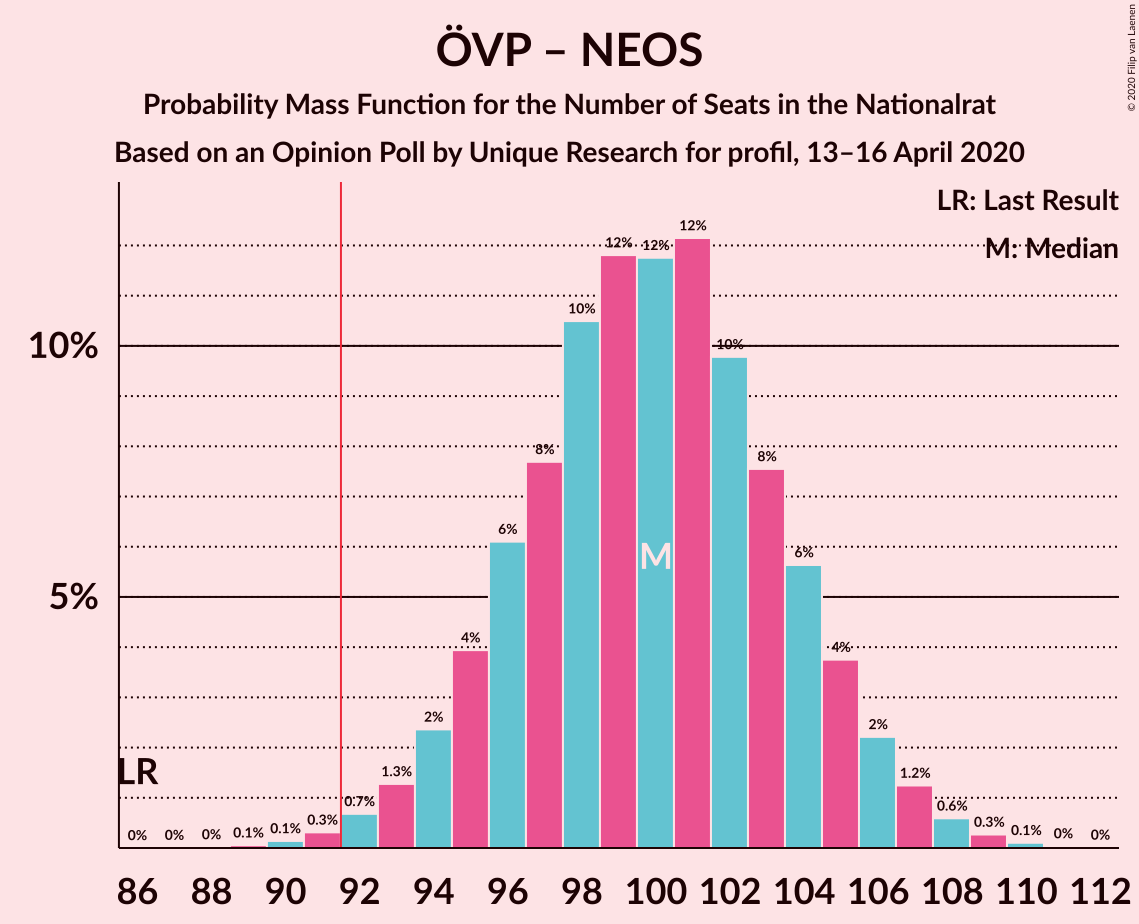 ÖVP – NEOS
Probability Mass Function for the Number of Seats in the Nationalrat
Based on an Opinion Poll by Unique Research for profil, 13–16 April 2020
© 2020 Filip van Laenen
LR: Last Result
M: Median
10%
5%
LR
M
0% 0% 0% 0.1% 0.1% 0.3% 0.7% 1.3% 2% 4% 6% 8% 10% 12% 12% 12% 10% 8% 6% 4% 2% 1.2% 0.6% 0.3% 0.1% 0% 0%
86 88 90 92 94 96 98 100 102 104 106 108 110 112